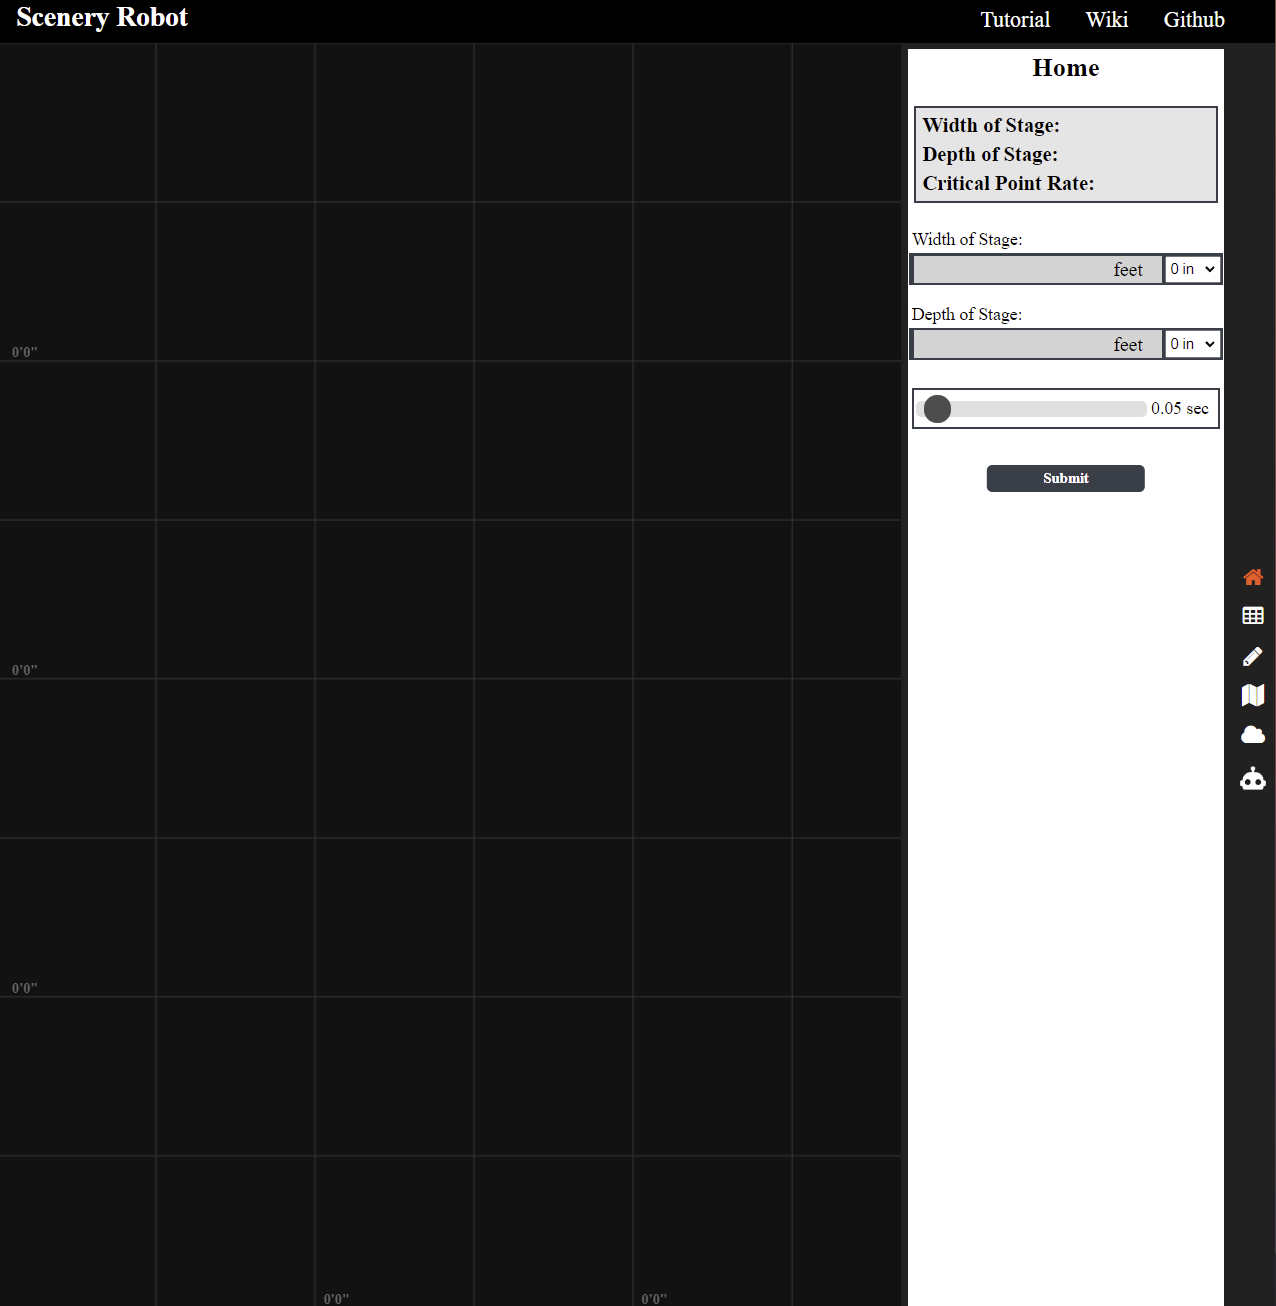 Scenery Robot
Tutorial Wiki Github
Home
Width of Stage:
Depth of Stage:
Critical Point Rate:
Width of Stage:
feet 0 in
Depth of Stage:
feet 0 in
0.05 sec
Submit
0'0"
0'0"
0'0"
0'0" 0'0"